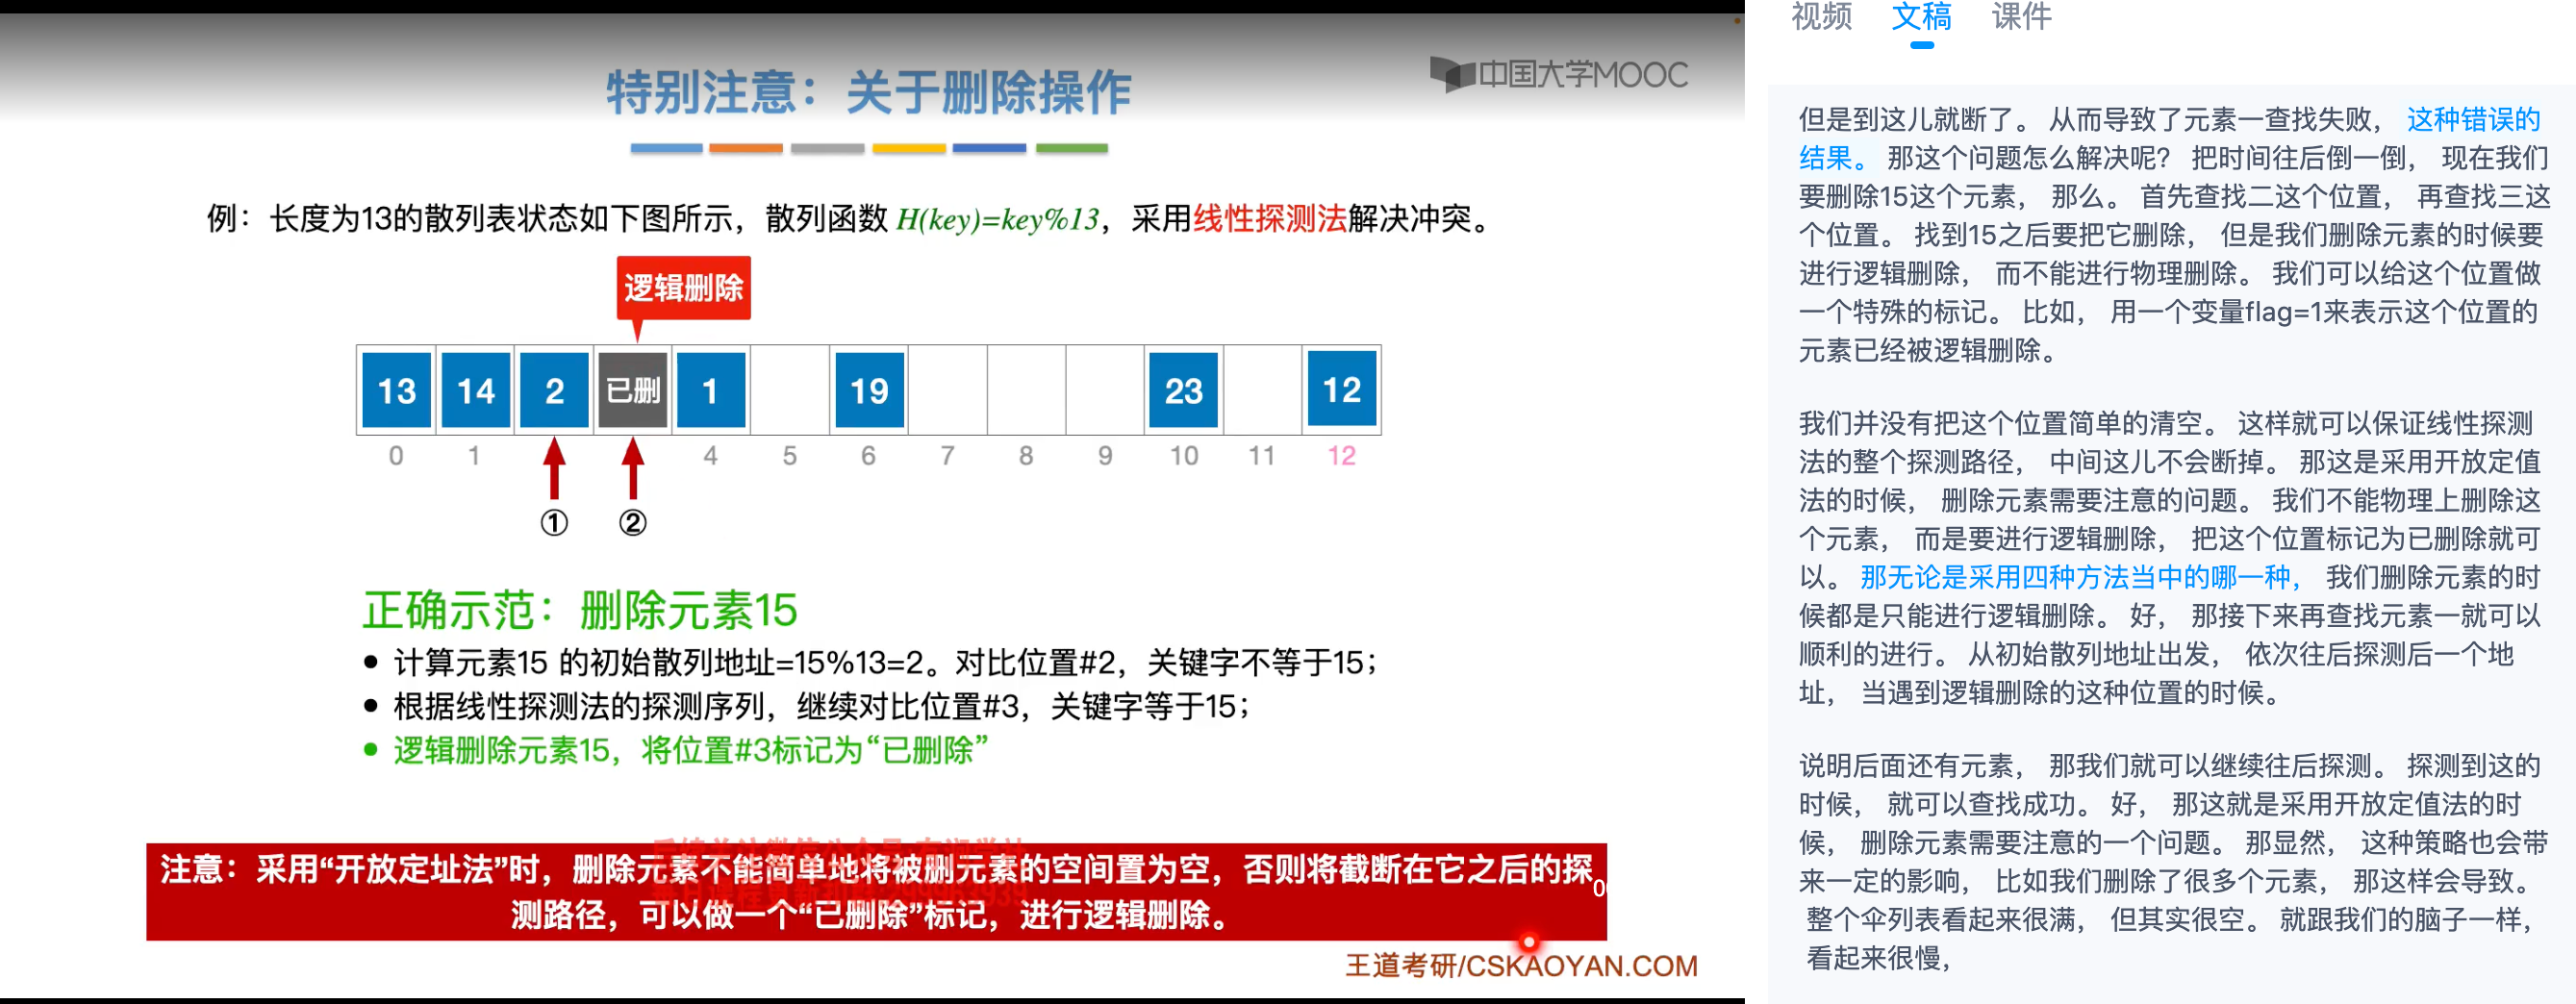 特别注意：关于删除操作
中国大学MOOC
例：长度为13的散列表状态如下图所示，散列函数 H(key)=key%13，采用线性探测法解决冲突。
逻辑删除
13 14 2 已删 1 19 23 12
0 1 2 3 4 5 6 7 8 9 10 11 12
① ②
正确示范：删除元素15
• 计算元素15 的初始散列地址=15%13=2。对比位置#2，关键字不等于15；
• 根据线性探测法的探测序列，继续对比位置#3，关键字等于15；
• 逻辑删除元素15，将位置#3标记为“已删除”
注意：采用“开放定址法”时，删除元素不能简单地将被删元素的空间置为空，否则将截断在它之后的探
测路径，可以做一个“已删除”标记，进行逻辑删除。
王道考研/CSKAOYAN.COM
视频 文稿 课件
但是到这儿就断了。 从而导致了元素一查找失败， 这种错误的
结果。 那这个问题怎么解决呢？ 把时间往后倒一倒， 现在我们
要删除15这个元素， 那么。 首先查找二这个位置， 再查找三这
个位置。 找到15之后要把它删除， 但是我们删除元素的时候要
进行逻辑删除， 而不能进行物理删除。 我们可以给这个位置做
一个特殊的标记。 比如， 用一个变量flag=1来表示这个位置的
元素已经被逻辑删除。
我们并没有把这个位置简单的清空。 这样就可以保证线性探测
法的整个探测路径， 中间这儿不会断掉。 那这是采用开放定值
法的时候， 删除元素需要注意的问题。 我们不能物理上删除这
个元素， 而是要进行逻辑删除， 把这个位置标记为已删除就可
以。 那无论是采用四种方法当中的哪一种， 我们删除元素的时
候都是只能进行逻辑删除。 好， 那接下来再查找元素一就可以
顺利的进行。 从初始散列地址出发， 依次往后探测后一个地
址， 当遇到逻辑删除的这种位置的时候。
说明后面还有元素， 那我们就可以继续往后探测。 探测到这的
时候， 就可以查找成功。 好， 那这就是采用开放定值法的时
候， 删除元素需要注意的一个问题。 那显然， 这种策略也会带
来一定的影响， 比如我们删除了很多个元素， 那这样会导致。
整个伞列表看起来很满， 但其实很空。 就跟我们的脑子一样，
看起来很慢，